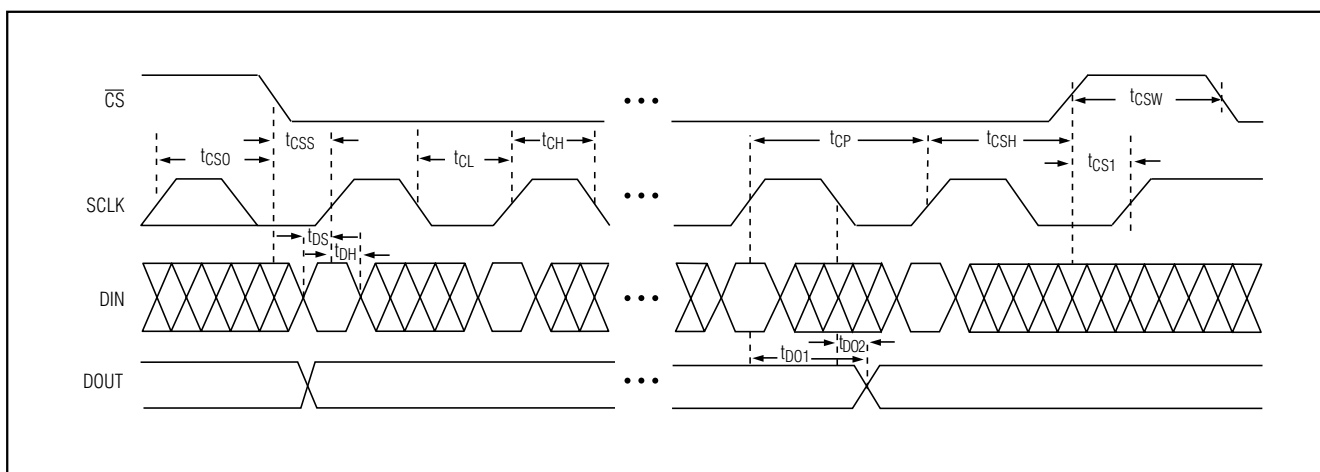 CS
tCSW
tCSO
tCSS
tCL
tCH
tCP
tCSH
tCS1
SCLK
tDS
tDH
DIN
tDO1
tDO2
DOUT